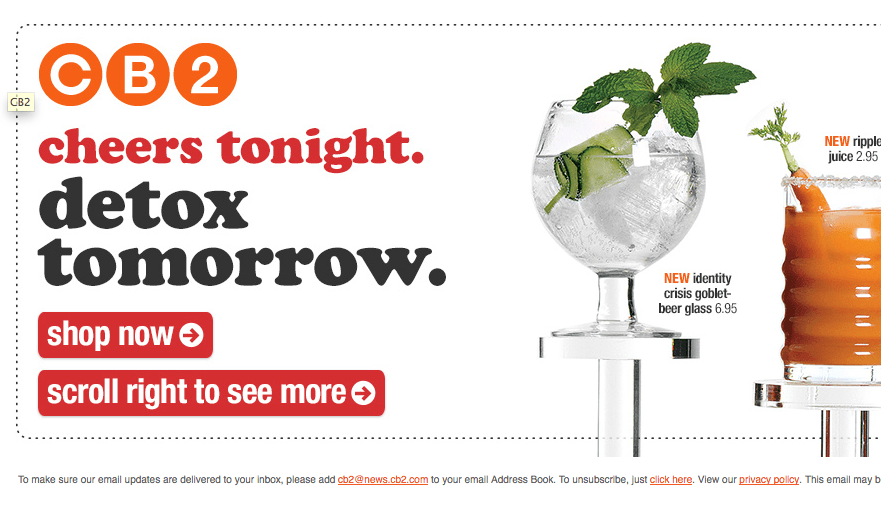 CB2
CB2
cheers tonight.
detox
tomorrow.
shop now
scroll right to see more
NEW identity
crisis goblet-
beer glass 6.95
NEW ripple
juice 2.95
To make sure our email updates are delivered to your inbox, please add cb2@news.cb2.com to your email Address Book. To unsubscribe, just click here. View our privacy policy. This email may b